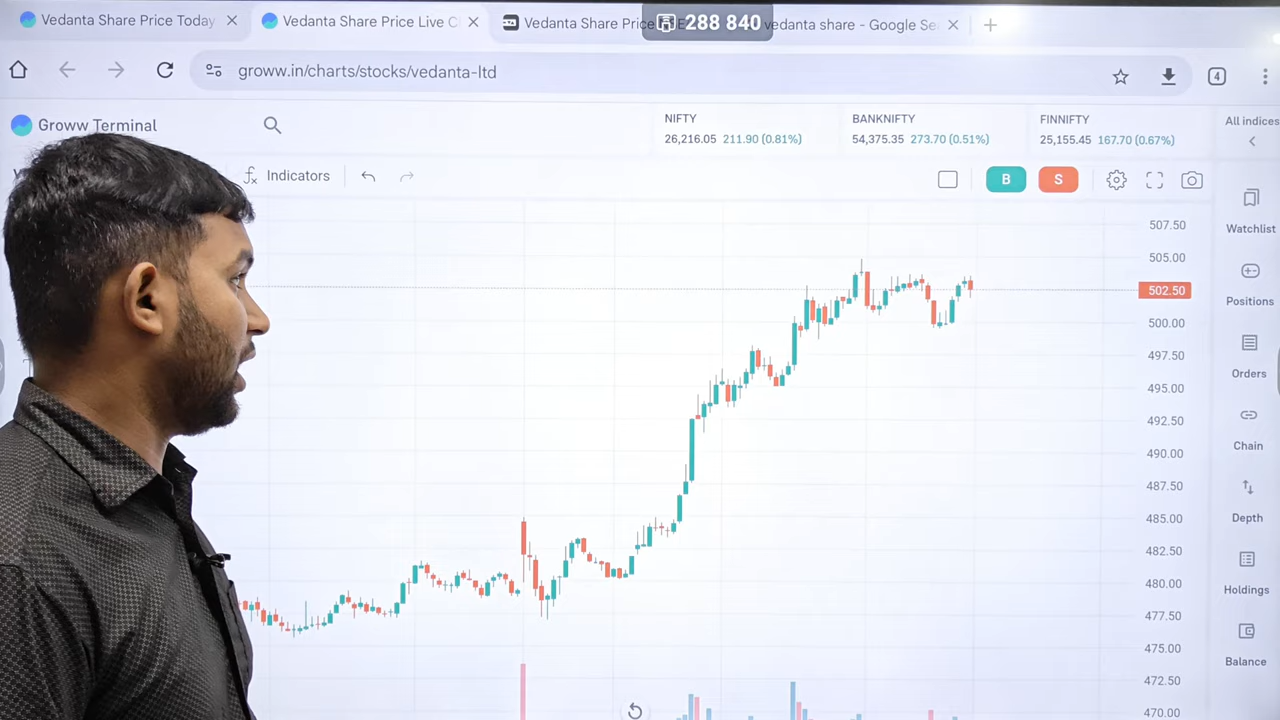 Vedanta Share Price Today
Vedanta Share Price Live C
Vedanta Share Price
288 840
vedanta share - Google Se
groww.in/charts/stocks/vedanta-ltd
4
Groww Terminal
NIFTY
26,216.05 211.90 (0.81%)
BANKNIFTY
54,375.35 273.70 (0.51%)
FINNIFTY
25,155.45 167.70 (0.67%)
All indices
Indicators
B
S
507.50
505.00
502.50
500.00
497.50
495.00
492.50
490.00
487.50
485.00
482.50
480.00
477.50
475.00
472.50
470.00
Watchlist
Positions
Orders
Chain
Depth
Holdings
Balance